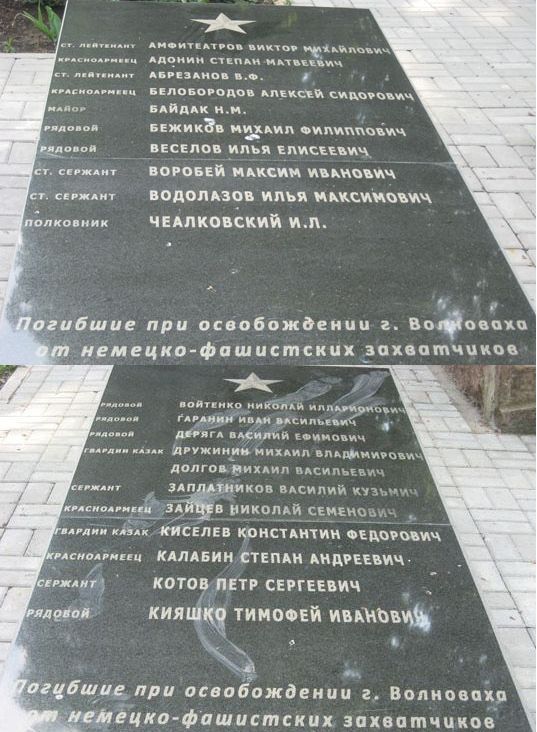 СТ. ЛЕЙТЕНАНТ АМФИТЕАТРОВ ВИКТОР МИХАЙЛОВИЧ
КРАСНОАРМЕЕЦ АДОНИН СТЕПАН МАТВЕЕВИЧ
СТ. ЛЕЙТЕНАНТ АБРЕЗАНОВ В.Ф.
КРАСНОАРМЕЕЦ БЕЛОБОРОДОВ АЛЕКСЕЙ СИДОРОВИЧ
МАЙОР БАЙДАК Н.М.
РЯДОВОЙ БЕЖИКОВ МИХАИЛ ФИЛИППОВИЧ
РЯДОВОЙ ВЕСЕЛОВ ИЛЬЯ ЕЛИСЕЕВИЧ
СТ. СЕРЖАНТ ВОРОБЕЙ МАКСИМ ИВАНОВИЧ
СТ. СЕРЖАНТ ВОДОЛАЗОВ ИЛЬЯ МАКСИМОВИЧ
ПОЛКОВНИК ЧЕАЛКОВСКИЙ И.Л.
Погибшие при освобождении г. Волноваха
от немецко-фашистских захватчиков
РЯДОВОЙ ВОЙТЕНКО НИКОЛАЙ ИЛЛАРИОНОВИЧ
РЯДОВОЙ ГАРАНИН ИВАН ВАСИЛЬЕВИЧ
РЯДОВОЙ ДЕРЯГА ВАСИЛИЙ ЕФИМОВИЧ
ГВАРДИИ КАЗАК ДРУЖИНИН МИХАИЛ ВЛАДИМИРОВИЧ
ДОЛГОВ МИХАИЛ ВАСИЛЬЕВИЧ
СЕРЖАНТ ЗАПЛАТНИКОВ ВАСИЛИЙ КУЗЬМИЧ
КРАСНОАРМЕЕЦ ЗАЙЦЕВ НИКОЛАЙ СЕМЕНОВИЧ
ГВАРДИИ КАЗАК КИСЕЛЕВ КОНСТАНТИН ФЕДОРОВИЧ
КРАСНОАРМЕЕЦ КАЛАБИН СТЕПАН АНДРЕЕВИЧ
СЕРЖАНТ КОТОВ ПЕТР СЕРГЕЕВИЧ
РЯДОВОЙ КИЯШКО ТИМОФЕЙ ИВАНОВИЧ
Погибшие при освобождении г. Волноваха
от немецко-фашистских захватчиков